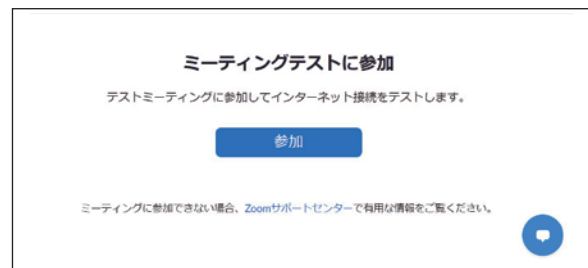 ミーティングテストに参加
テストミーティングに参加してインターネット接続をテストします。
参加
ミーティングに参加できない場合、Zoomサポートセンターで有用な情報をご覧ください。